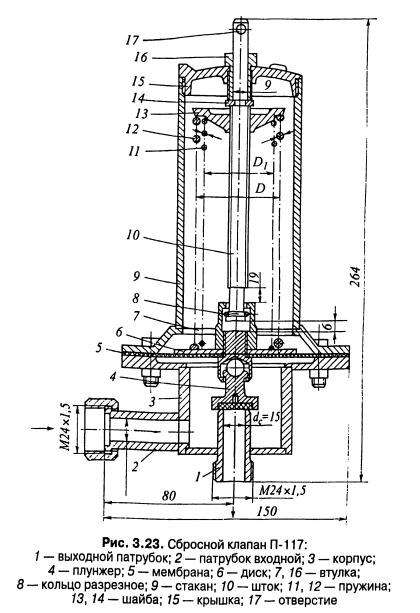 17
16
15
14
13
12
11
10
9
8
7
6
5
4
3
2
1
9
D₁
D
19
6
264
M24×1,5
dс=15
M24×1,5
80
150
Рис. 3.23. Сбросной клапан П-117:
1 — выходной патрубок; 2 — патрубок входной; 3 — корпус;
4 — плунжер; 5 — мембрана; 6 — диск; 7, 16 — втулка;
8 — кольцо разрезное; 9 — стакан; 10 — шток; 11, 12 — пружина;
13, 14 — шайба; 15 — крышка; 17 — отверстие